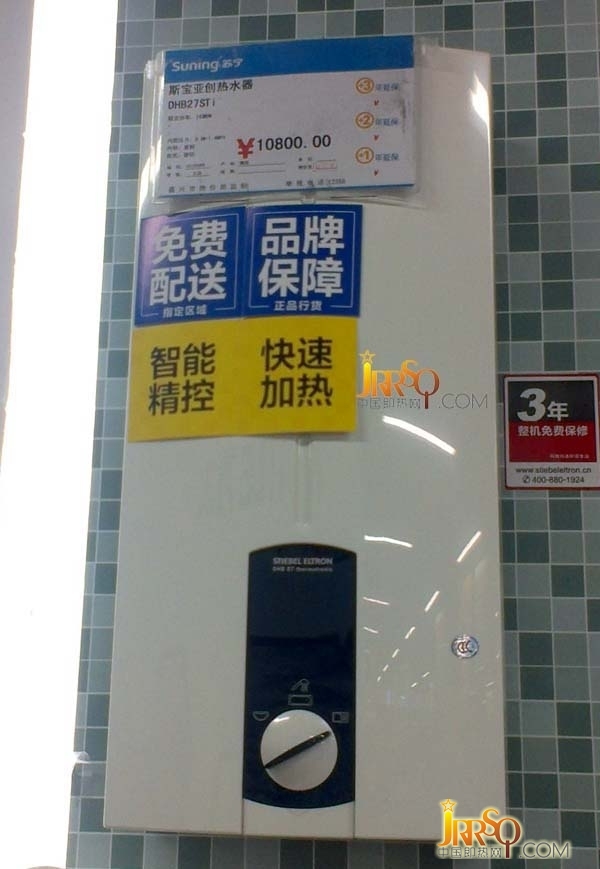 Suning 苏宁
斯宝亚创热水器
DHB27STi
¥10800.00
+3 年延保
+2 年延保
+1 年延保
免费
配送
指定区域
品牌
保障
正品行货
智能
精控
快速
加热
JRRSQ
中国即热网 .COM
3年
整机免费保修
www.stiebeleltron.cn
400-880-1924
STIEBEL ELTRON
DHB 27 thermotronic
CCC
JRRSQ
中国即热网 .COM